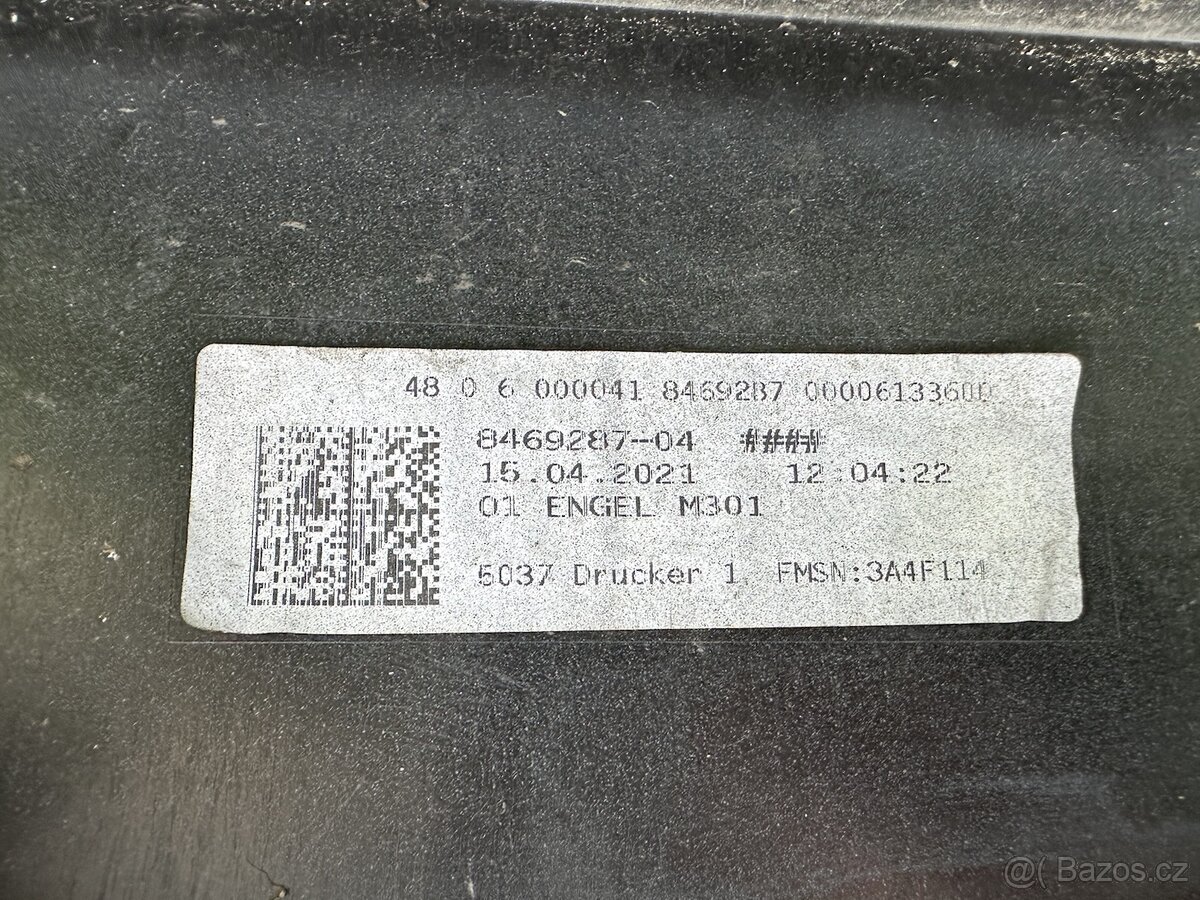 48 0 6 000041 8469287 0000613360D
8469287-04 ####
15.04.2021 12:04:22
01 ENGEL M301
5037 Drucker 1 FMSN:3A4F114
@( Bazos.cz